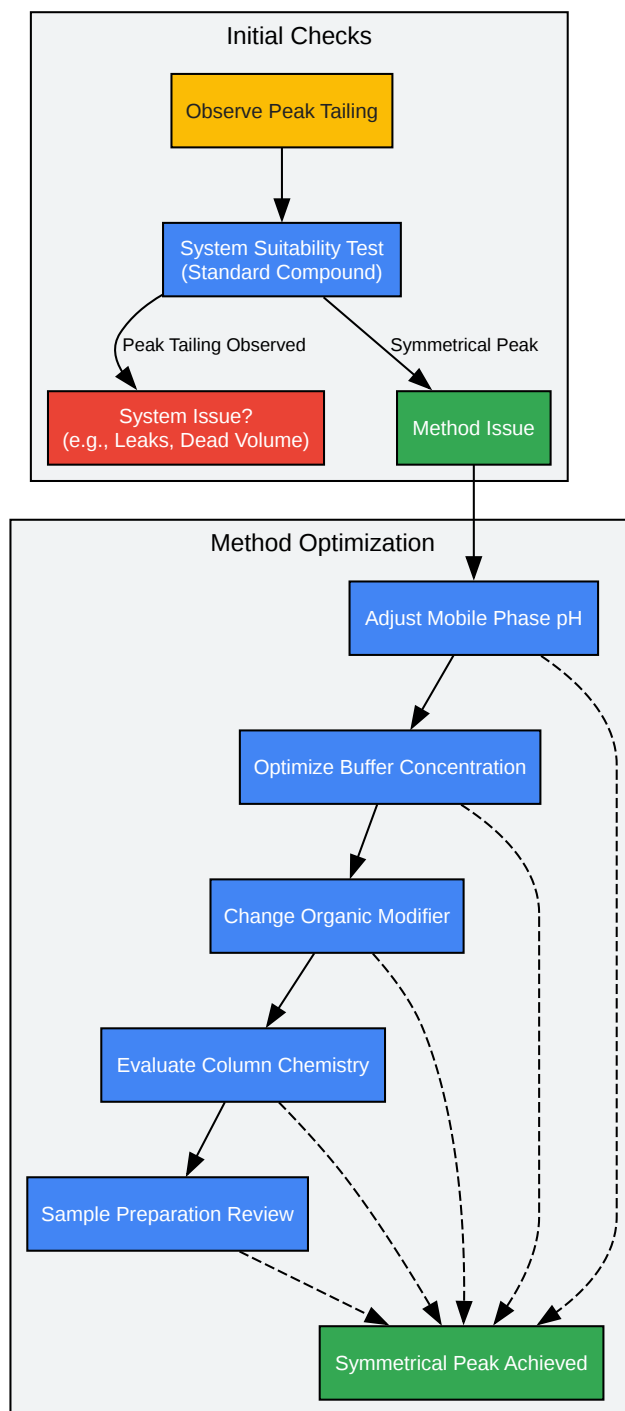 Initial Checks
Observe Peak Tailing
System Suitability Test
(Standard Compound)
Peak Tailing Observed
Symmetrical Peak
System Issue?
(e.g., Leaks, Dead Volume)
Method Issue
Method Optimization
Adjust Mobile Phase pH
Optimize Buffer Concentration
Change Organic Modifier
Evaluate Column Chemistry
Sample Preparation Review
Symmetrical Peak Achieved